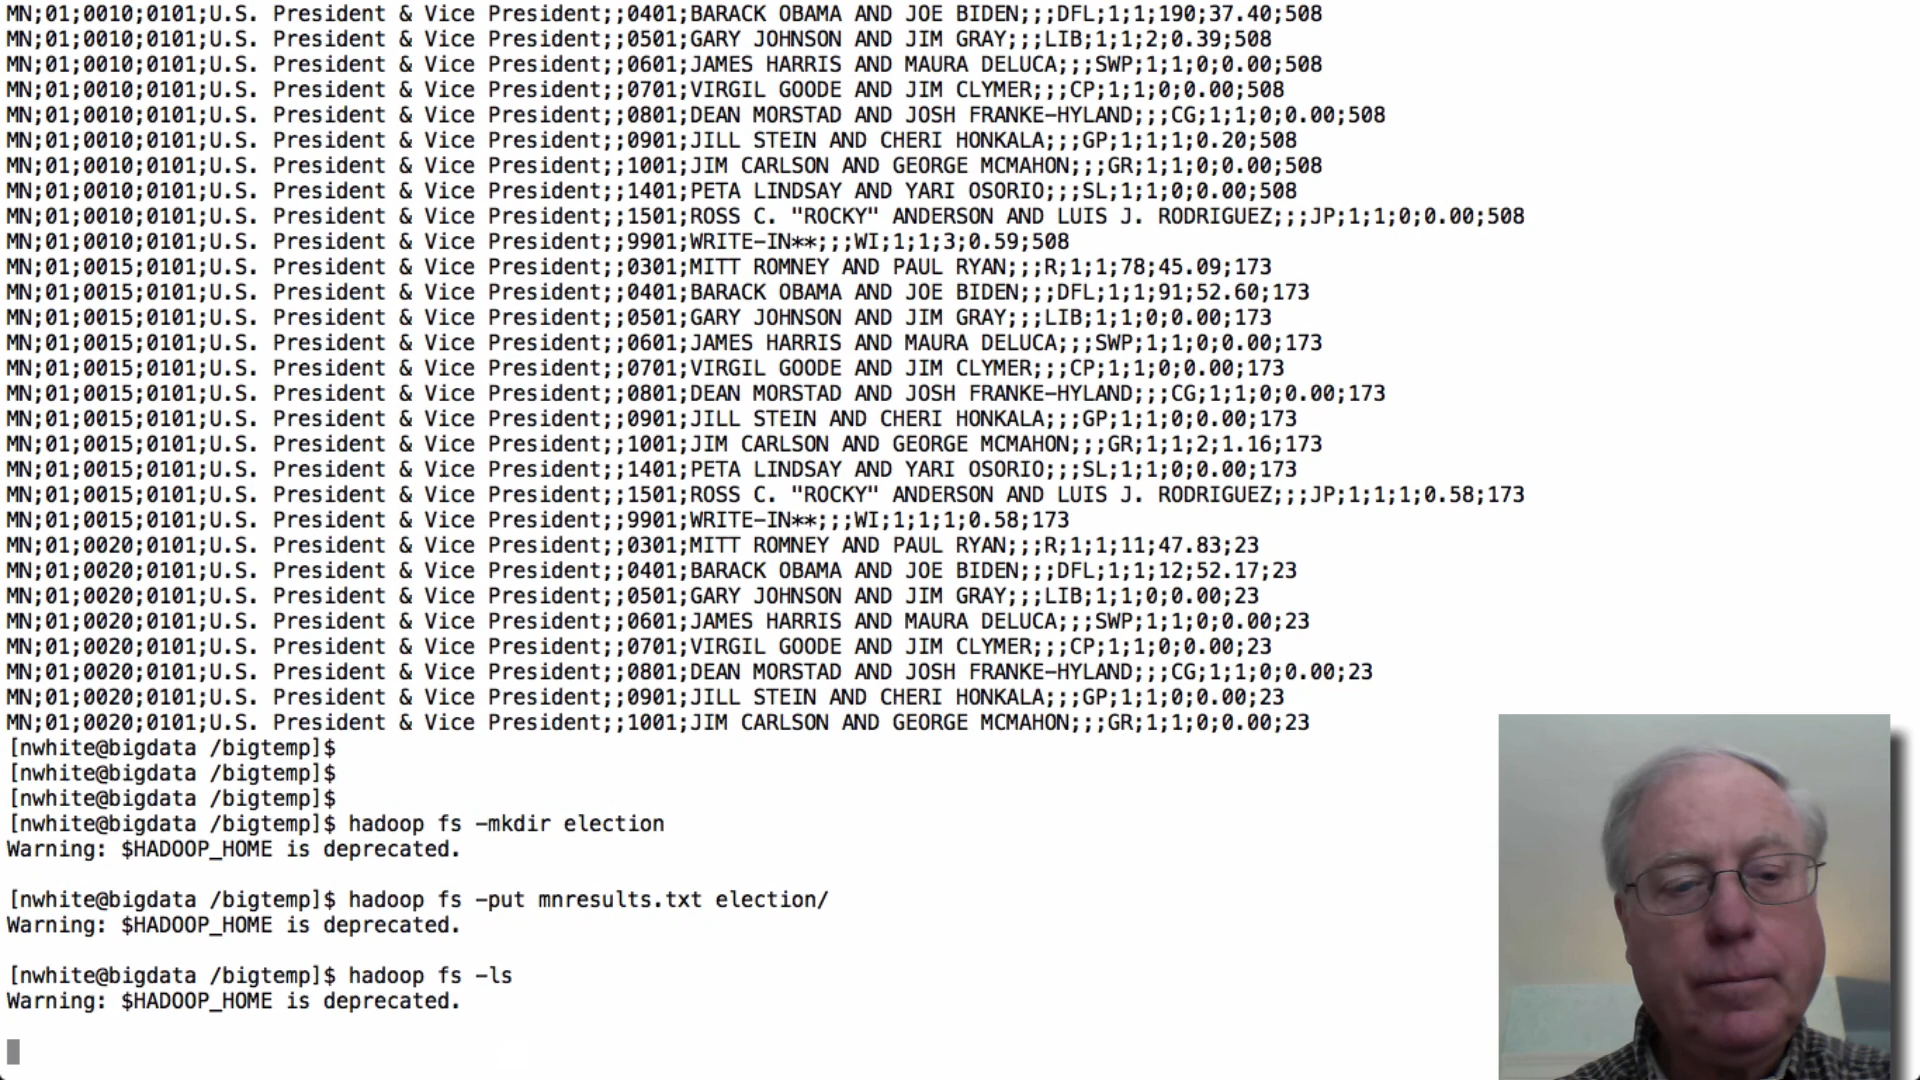 MN;01;0010;0101;U.S. President & Vice President;;0401;BARACK OBAMA AND JOE BIDEN;;;DFL;1;1;190;37.40;508
MN;01;0010;0101;U.S. President & Vice President;;0501;GARY JOHNSON AND JIM GRAY;;;LIB;1;1;2;0.39;508
MN;01;0010;0101;U.S. President & Vice President;;0601;JAMES HARRIS AND MAURA DELUCA;;;SWP;1;1;0;0.00;508
MN;01;0010;0101;U.S. President & Vice President;;0701;VIRGIL GOODE AND JIM CLYMER;;;CP;1;1;0;0.00;508
MN;01;0010;0101;U.S. President & Vice President;;0801;DEAN MORSTAD AND JOSH FRANKE-HYLAND;;;CG;1;1;0;0.00;508
MN;01;0010;0101;U.S. President & Vice President;;0901;JILL STEIN AND CHERI HONKALA;;;GP;1;1;1;0.20;508
MN;01;0010;0101;U.S. President & Vice President;;1001;JIM CARLSON AND GEORGE MCMAHON;;;GR;1;1;0;0.00;508
MN;01;0010;0101;U.S. President & Vice President;;1401;PETA LINDSAY AND YARI OSORIO;;;SL;1;1;0;0.00;508
MN;01;0010;0101;U.S. President & Vice President;;1501;ROSS C. "ROCKY" ANDERSON AND LUIS J. RODRIGUEZ;;;JP;1;1;0;0.00;508
MN;01;0010;0101;U.S. President & Vice President;;9901;WRITE-IN**;;;WI;1;1;3;0.59;508
MN;01;0015;0101;U.S. President & Vice President;;0301;MITT ROMNEY AND PAUL RYAN;;;R;1;1;78;45.09;173
MN;01;0015;0101;U.S. President & Vice President;;0401;BARACK OBAMA AND JOE BIDEN;;;DFL;1;1;91;52.60;173
MN;01;0015;0101;U.S. President & Vice President;;0501;GARY JOHNSON AND JIM GRAY;;;LIB;1;1;0;0.00;173
MN;01;0015;0101;U.S. President & Vice President;;0601;JAMES HARRIS AND MAURA DELUCA;;;SWP;1;1;0;0.00;173
MN;01;0015;0101;U.S. President & Vice President;;0701;VIRGIL GOODE AND JIM CLYMER;;;CP;1;1;0;0.00;173
MN;01;0015;0101;U.S. President & Vice President;;0801;DEAN MORSTAD AND JOSH FRANKE-HYLAND;;;CG;1;1;0;0.00;173
MN;01;0015;0101;U.S. President & Vice President;;0901;JILL STEIN AND CHERI HONKALA;;;GP;1;1;0;0.00;173
MN;01;0015;0101;U.S. President & Vice President;;1001;JIM CARLSON AND GEORGE MCMAHON;;;GR;1;1;2;1.16;173
MN;01;0015;0101;U.S. President & Vice President;;1401;PETA LINDSAY AND YARI OSORIO;;;SL;1;1;0;0.00;173
MN;01;0015;0101;U.S. President & Vice President;;1501;ROSS C. "ROCKY" ANDERSON AND LUIS J. RODRIGUEZ;;;JP;1;1;1;0.58;173
MN;01;0015;0101;U.S. President & Vice President;;9901;WRITE-IN**;;;WI;1;1;1;0.58;173
MN;01;0020;0101;U.S. President & Vice President;;0301;MITT ROMNEY AND PAUL RYAN;;;R;1;1;11;47.83;23
MN;01;0020;0101;U.S. President & Vice President;;0401;BARACK OBAMA AND JOE BIDEN;;;DFL;1;1;12;52.17;23
MN;01;0020;0101;U.S. President & Vice President;;0501;GARY JOHNSON AND JIM GRAY;;;LIB;1;1;0;0.00;23
MN;01;0020;0101;U.S. President & Vice President;;0601;JAMES HARRIS AND MAURA DELUCA;;;SWP;1;1;0;0.00;23
MN;01;0020;0101;U.S. President & Vice President;;0701;VIRGIL GOODE AND JIM CLYMER;;;CP;1;1;0;0.00;23
MN;01;0020;0101;U.S. President & Vice President;;0801;DEAN MORSTAD AND JOSH FRANKE-HYLAND;;;CG;1;1;0;0.00;23
MN;01;0020;0101;U.S. President & Vice President;;0901;JILL STEIN AND CHERI HONKALA;;;GP;1;1;0;0.00;23
MN;01;0020;0101;U.S. President & Vice President;;1001;JIM CARLSON AND GEORGE MCMAHON;;;GR;1;1;0;0.00;23
[nwhite@bigdata /bigtemp]$
[nwhite@bigdata /bigtemp]$
[nwhite@bigdata /bigtemp]$
[nwhite@bigdata /bigtemp]$ hadoop fs -mkdir election
Warning: $HADOOP_HOME is deprecated.
[nwhite@bigdata /bigtemp]$ hadoop fs -put mnresults.txt election/
Warning: $HADOOP_HOME is deprecated.
[nwhite@bigdata /bigtemp]$ hadoop fs -ls
Warning: $HADOOP_HOME is deprecated.